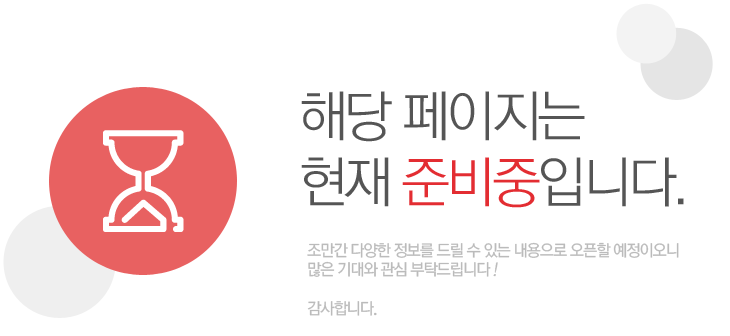 해당 페이지는
현재 준비중입니다.
조만간 다양한 정보를 드릴 수 있는 내용으로 오픈할 예정이오니
많은 기대와 관심 부탁드립니다 !
감사합니다.